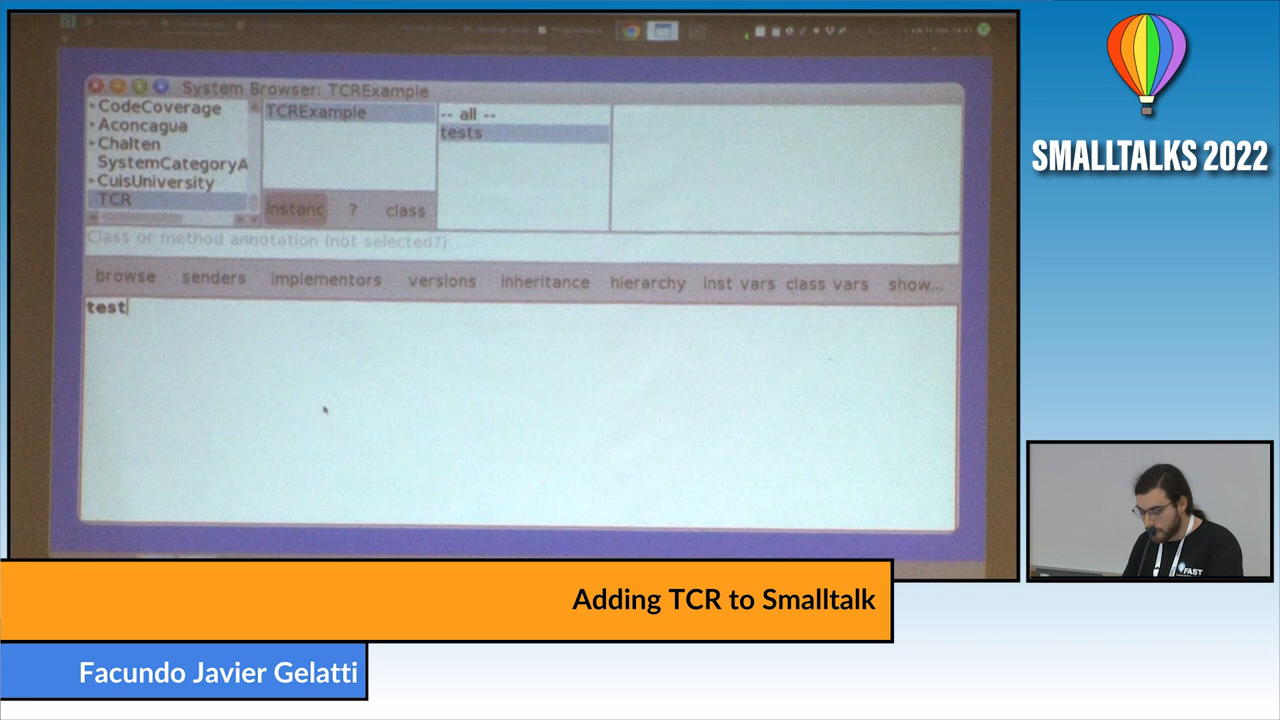 System Browser: TCRExample
CodeCoverage
Aconcagua
Chalten
SystemCategoryA
CuisUniversity
TCR
TCRExample
instanc ? class
-- all --
tests
Class or method annotation (not selected?)
browse senders implementors versions inheritance hierarchy inst vars class vars show...
test
SMALLTALKS 2022
FAST
Adding TCR to Smalltalk
Facundo Javier Gelatti